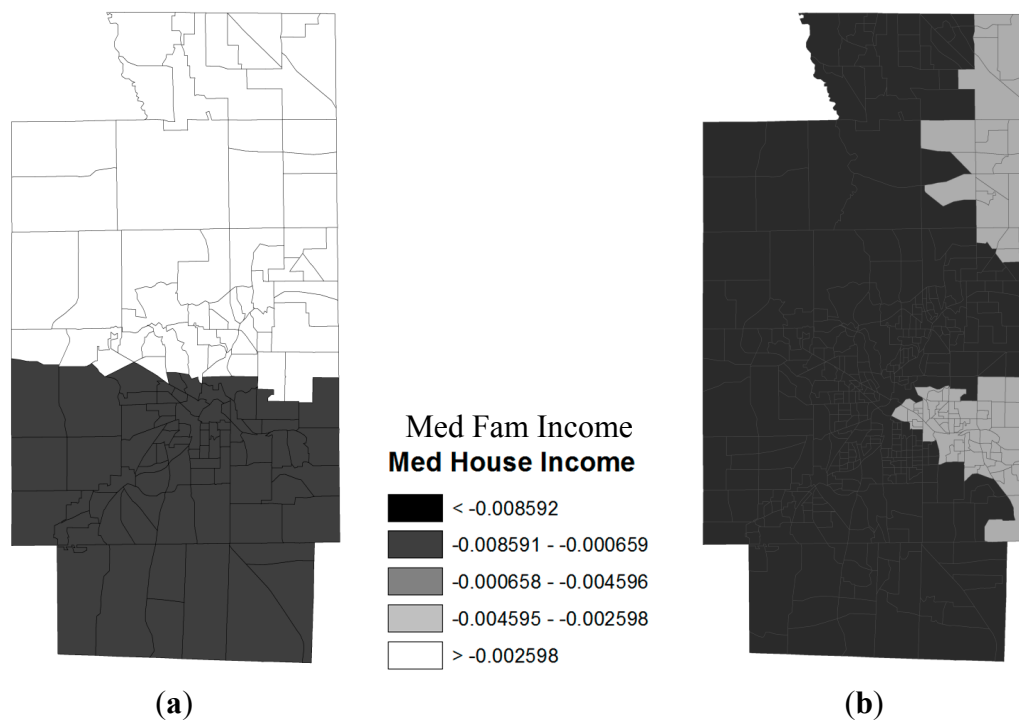 Med Fam Income
Med House Income
< -0.008592
-0.008591 - -0.000659
-0.000658 - -0.004596
-0.004595 - -0.002598
> -0.002598
(a)
(b)